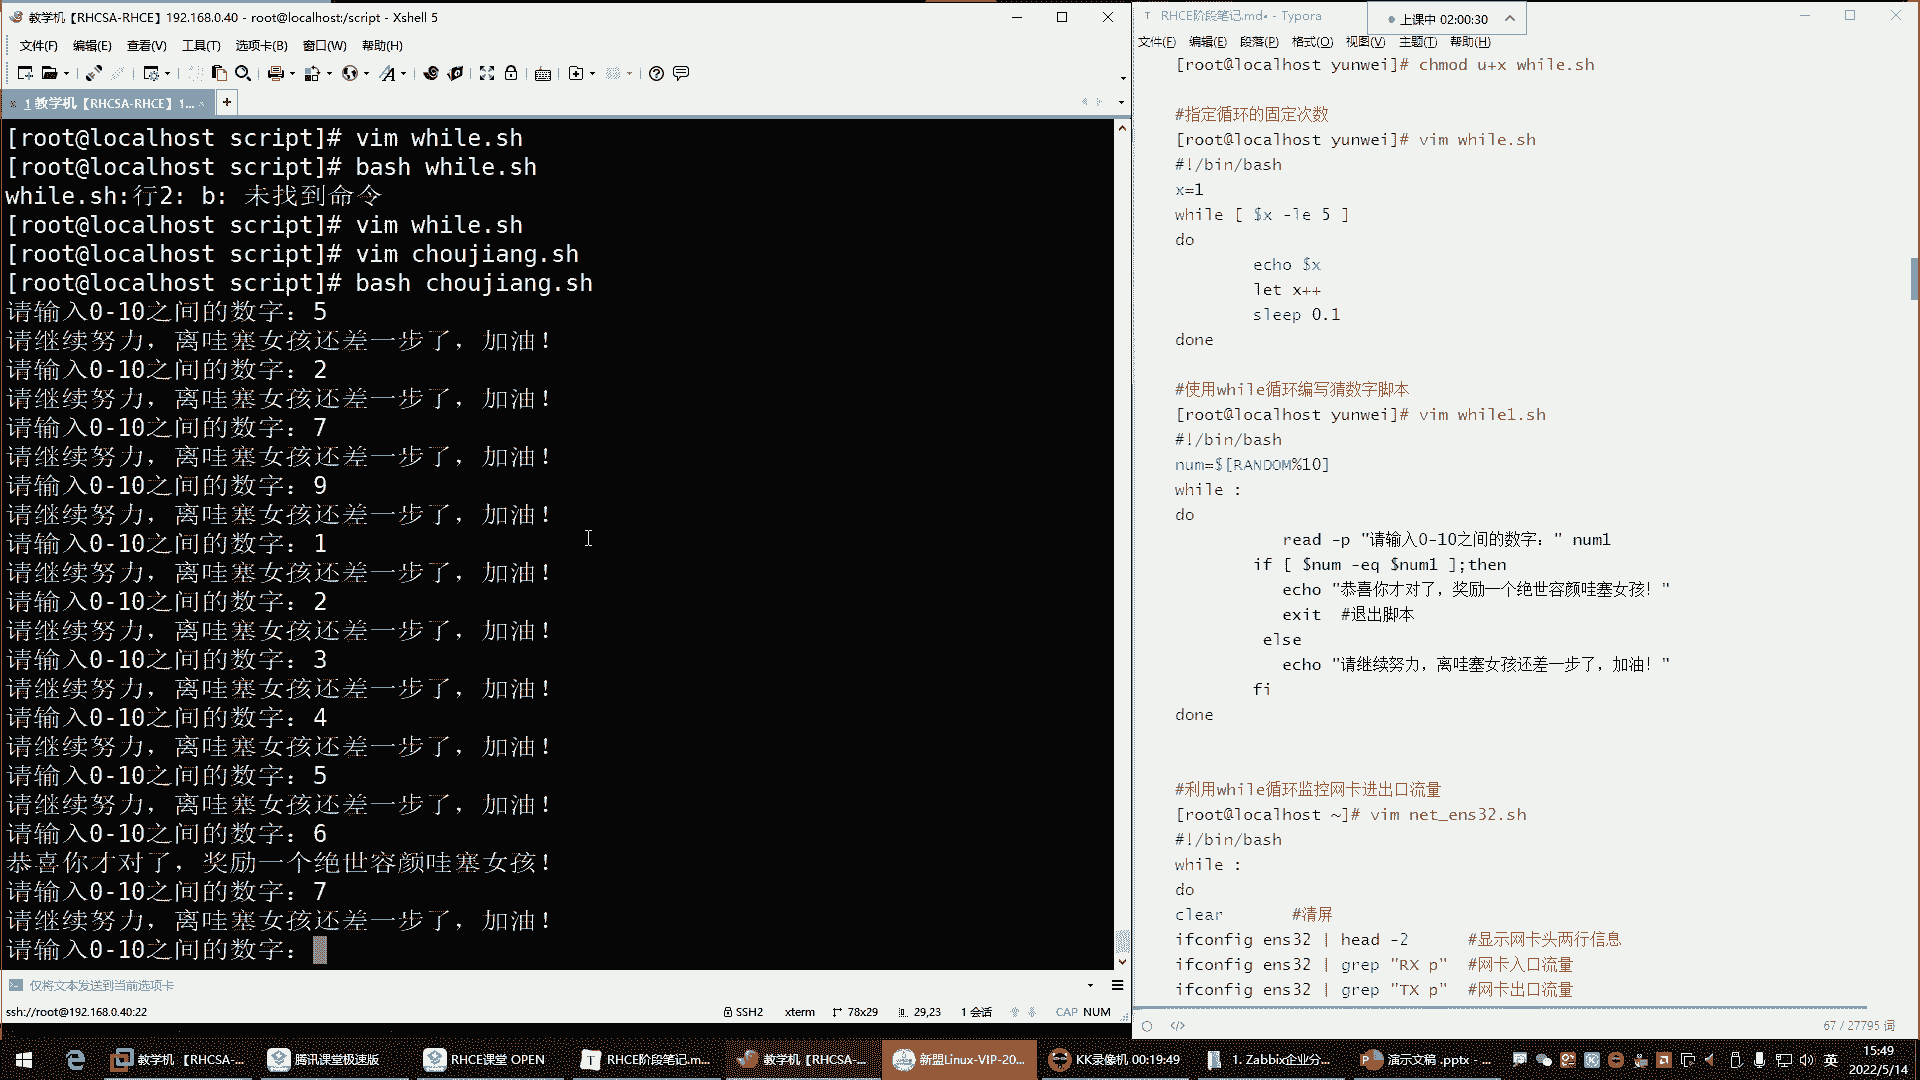 教学机【RHCSA-RHCE】192.168.0.40 - root@localhost:/script - Xshell 5
文件(F) 编辑(E) 查看(V) 工具(T) 选项卡(B) 窗口(W) 帮助(H)
1 教学机【RHCSA-RHCE】1...
[root@localhost script]# vim while.sh
[root@localhost script]# bash while.sh
while.sh:行2: b: 未找到命令
[root@localhost script]# vim while.sh
[root@localhost script]# vim choujiang.sh
[root@localhost script]# bash choujiang.sh
请输入0-10之间的数字：5
请继续努力，离哇塞女孩还差一步了，加油！
请输入0-10之间的数字：2
请继续努力，离哇塞女孩还差一步了，加油！
请输入0-10之间的数字：7
请继续努力，离哇塞女孩还差一步了，加油！
请输入0-10之间的数字：9
请继续努力，离哇塞女孩还差一步了，加油！
请输入0-10之间的数字：1
请继续努力，离哇塞女孩还差一步了，加油！
请输入0-10之间的数字：2
请继续努力，离哇塞女孩还差一步了，加油！
请输入0-10之间的数字：3
请继续努力，离哇塞女孩还差一步了，加油！
请输入0-10之间的数字：4
请继续努力，离哇塞女孩还差一步了，加油！
请输入0-10之间的数字：5
请继续努力，离哇塞女孩还差一步了，加油！
请输入0-10之间的数字：6
恭喜你才对了，奖励一个绝世容颜哇塞女孩！
请输入0-10之间的数字：7
请继续努力，离哇塞女孩还差一步了，加油！
请输入0-10之间的数字：
仅将文本发送到当前选项卡
ssh://root@192.168.0.40:22 SSH2 xterm 78x29 29,23 1 会话 CAP NUM
RHCE阶段笔记.md• - Typora
上课中 02:00:30
文件(F) 编辑(E) 段落(P) 格式(O) 视图(V) 主题(T) 帮助(H)
[root@localhost yunwei]# chmod u+x while.sh
#指定循环的固定次数
[root@localhost yunwei]# vim while.sh
#!/bin/bash
x=1
while [ $x -le 5 ]
do
echo $x
let x++
sleep 0.1
done
#使用while循环编写猜数字脚本
[root@localhost yunwei]# vim while1.sh
#!/bin/bash
num=$[RANDOM%10]
while :
do
read -p "请输入0-10之间的数字：" num1
if [ $num -eq $num1 ];then
echo "恭喜你才对了，奖励一个绝世容颜哇塞女孩！"
exit #退出脚本
else
echo "请继续努力，离哇塞女孩还差一步了，加油！"
fi
done
#利用while循环监控网卡进出口流量
[root@localhost ~]# vim net_ens32.sh
#!/bin/bash
while :
do
clear #清屏
ifconfig ens32 | head -2 #显示网卡头两行信息
ifconfig ens32 | grep "RX p" #网卡入口流量
ifconfig ens32 | grep "TX p" #网卡出口流量
67 / 27795 词
教学机 【RHCSA-... 腾讯课堂极速版 RHCE课堂 OPEN RHCE阶段笔记.m... 教学机【RHCSA-... 新盟Linux-VIP-20... KK录像机 00:19:49 1. Zabbix企业分... 演示文稿 .pptx - ... 英
15:49
2022/5/14